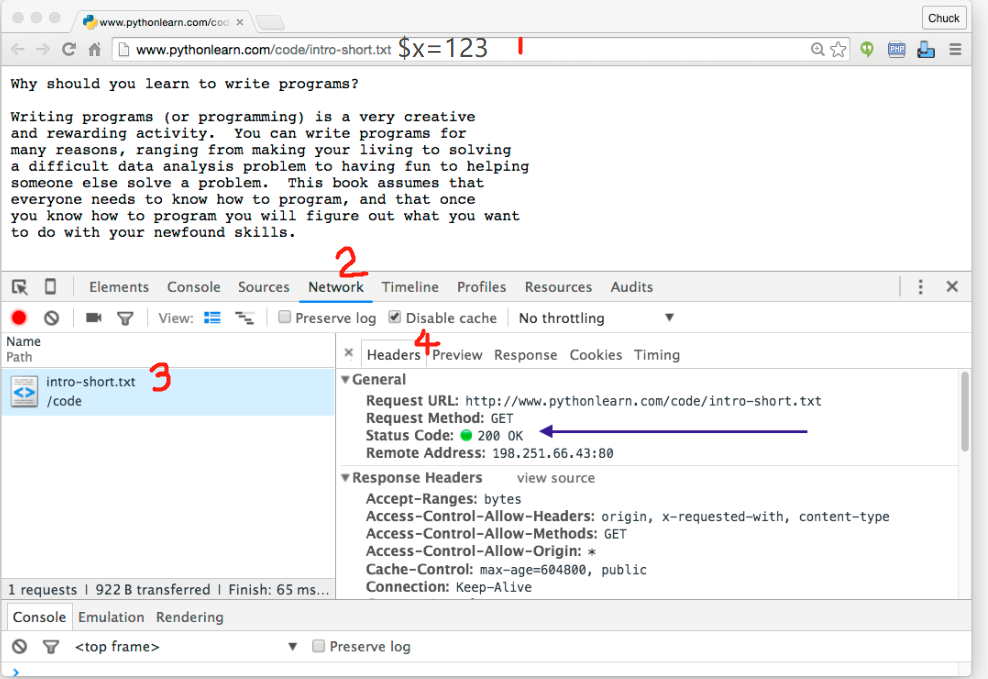 www.pythonlearn.com/cod
Chuck
www.pythonlearn.com/code/intro-short.txt $x=123 1
PHP
Why should you learn to write programs?
Writing programs (or programming) is a very creative
and rewarding activity. You can write programs for
many reasons, ranging from making your living to solving
a difficult data analysis problem to having fun to helping
someone else solve a problem. This book assumes that
everyone needs to know how to program, and that once
you know how to program you will figure out what you want
to do with your newfound skills.
2
Elements Console Sources Network Timeline Profiles Resources Audits
View: Preserve log Disable cache No throttling
Name
Path
4
Headers Preview Response Cookies Timing
intro-short.txt 3
/code
General
Request URL: http://www.pythonlearn.com/code/intro-short.txt
Request Method: GET
Status Code: 200 OK
Remote Address: 198.251.66.43:80
Response Headers view source
Accept-Ranges: bytes
Access-Control-Allow-Headers: origin, x-requested-with, content-type
Access-Control-Allow-Methods: GET
Access-Control-Allow-Origin: *
Cache-Control: max-age=604800, public
Connection: Keep-Alive
1 requests | 922 B transferred | Finish: 65 ms...
Console Emulation Rendering
<top frame> Preserve log